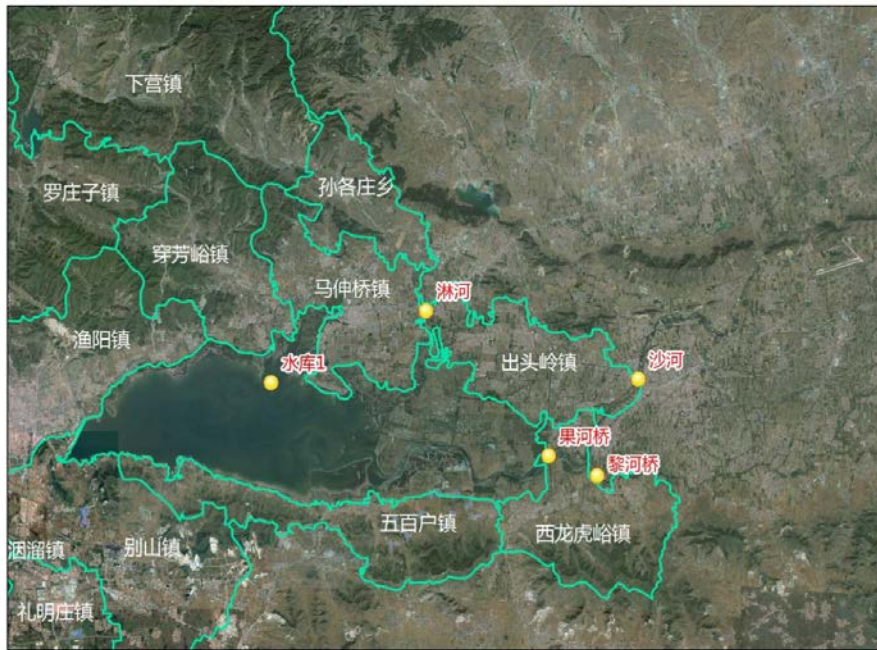 下营镇
孙各庄乡
罗庄子镇
穿芳峪镇
马伸桥镇
淋河
渔阳镇
水库1
出头岭镇
沙河
果河桥
黎河桥
五百户镇
西龙虎峪镇
洇溜镇
别山镇
礼明庄镇